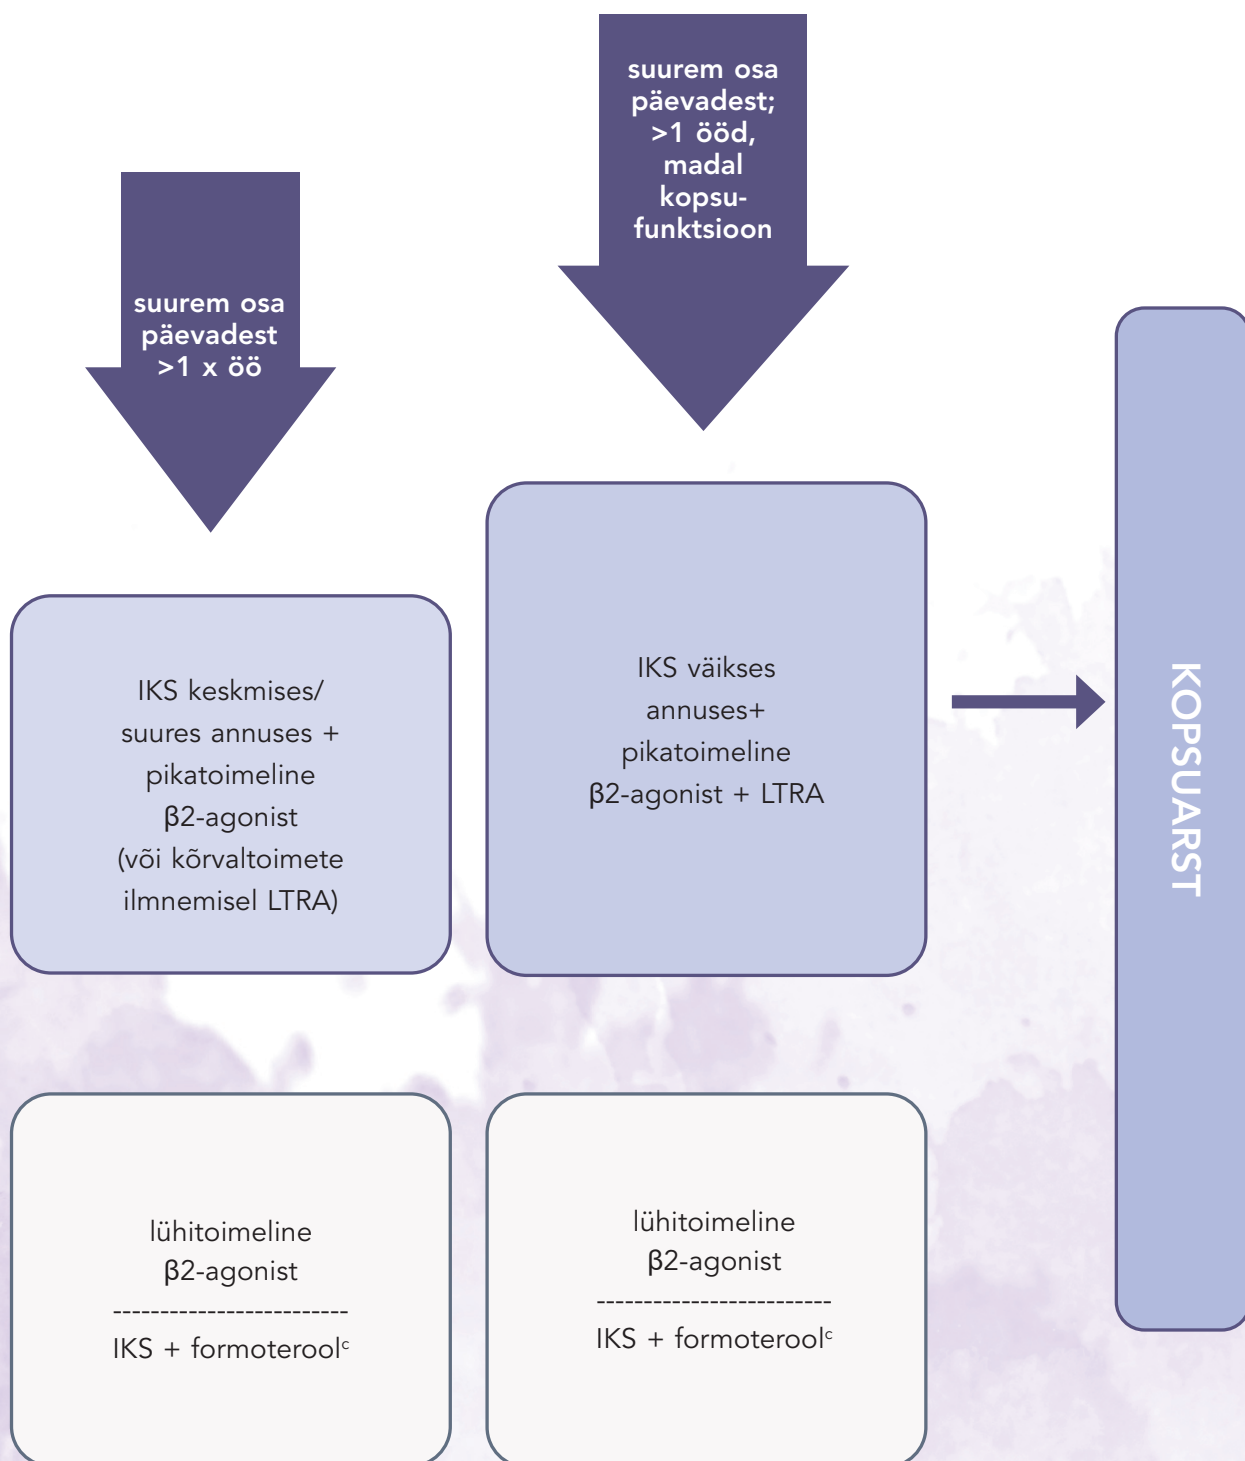 suurem osa
päevadest
>1 x öö
suurem osa
päevadest;
>1 ööd,
madal
kopsu-
funktsioon
IKS keskmises/
suures annuses +
pikatoimeline
β2-agonist
(või kõrvaltoimete
ilmnemisel LTRA)
IKS väikses
annuses+
pikatoimeline
β2-agonist + LTRA
KOPSUARST
lühitoimeline
β2-agonist
-------------------------
IKS + formoteroolᶜ
lühitoimeline
β2-agonist
-------------------------
IKS + formoteroolᶜ